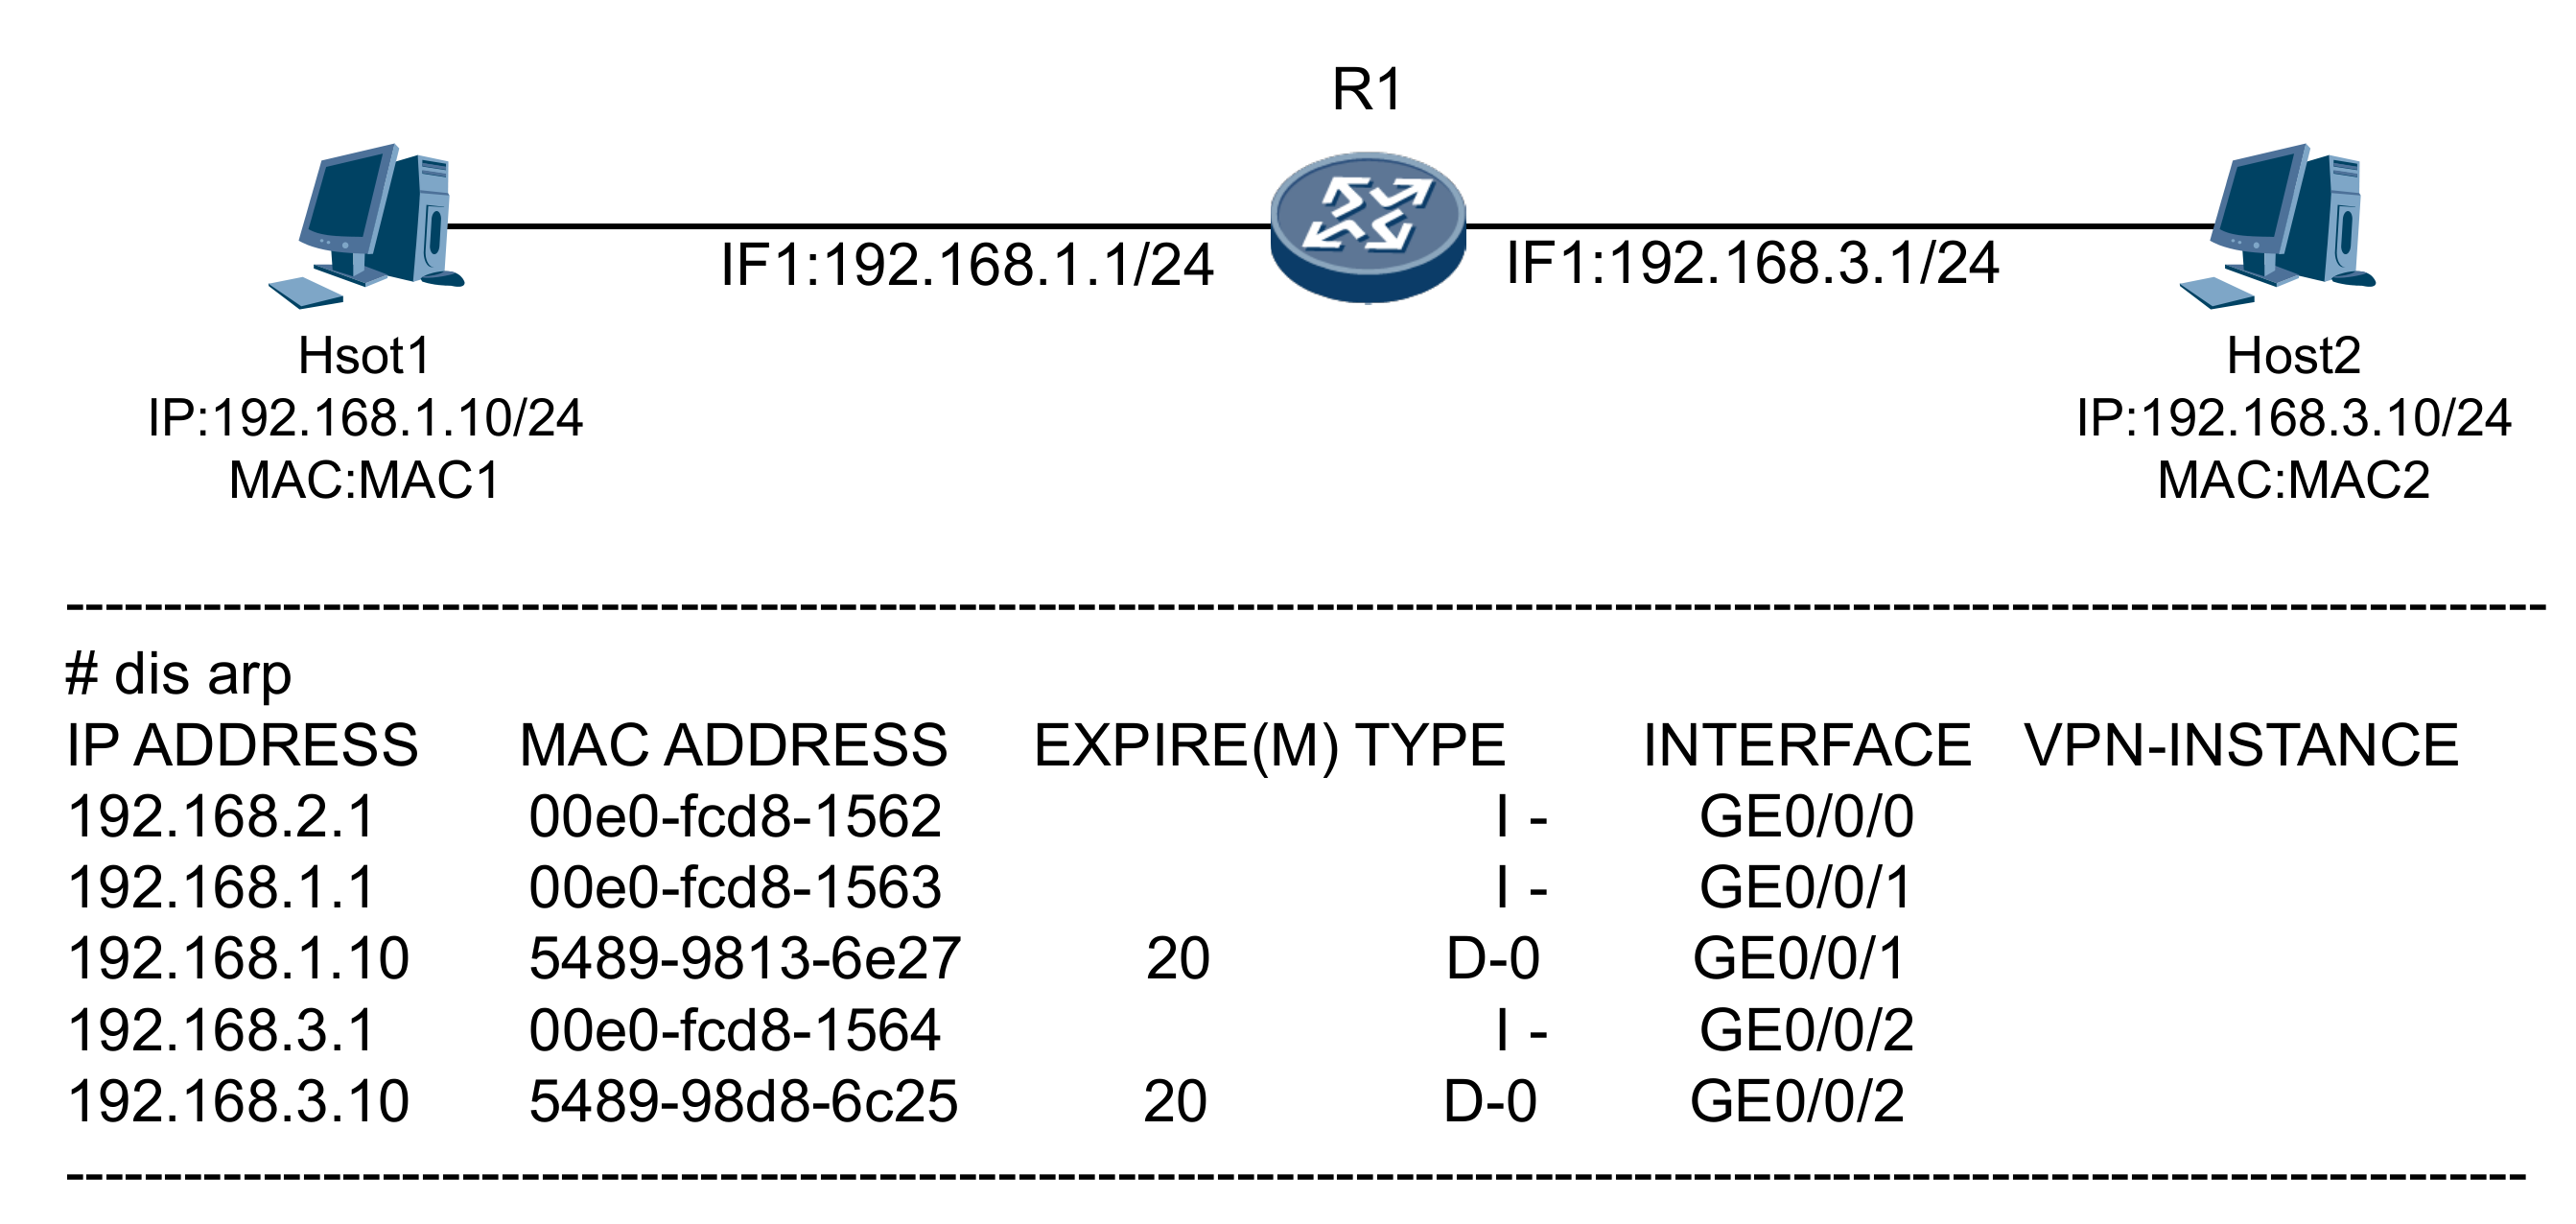 R1
IF1:192.168.1.1/24
IF1:192.168.3.1/24
Hsot1
IP:192.168.1.10/24
MAC:MAC1
Host2
IP:192.168.3.10/24
MAC:MAC2
# dis arp
IP ADDRESS MAC ADDRESS EXPIRE(M) TYPE INTERFACE VPN-INSTANCE
192.168.2.1 00e0-fcd8-1562 I - GE0/0/0
192.168.1.1 00e0-fcd8-1563 I - GE0/0/1
192.168.1.10 5489-9813-6e27 20 D-0 GE0/0/1
192.168.3.1 00e0-fcd8-1564 I - GE0/0/2
192.168.3.10 5489-98d8-6c25 20 D-0 GE0/0/2